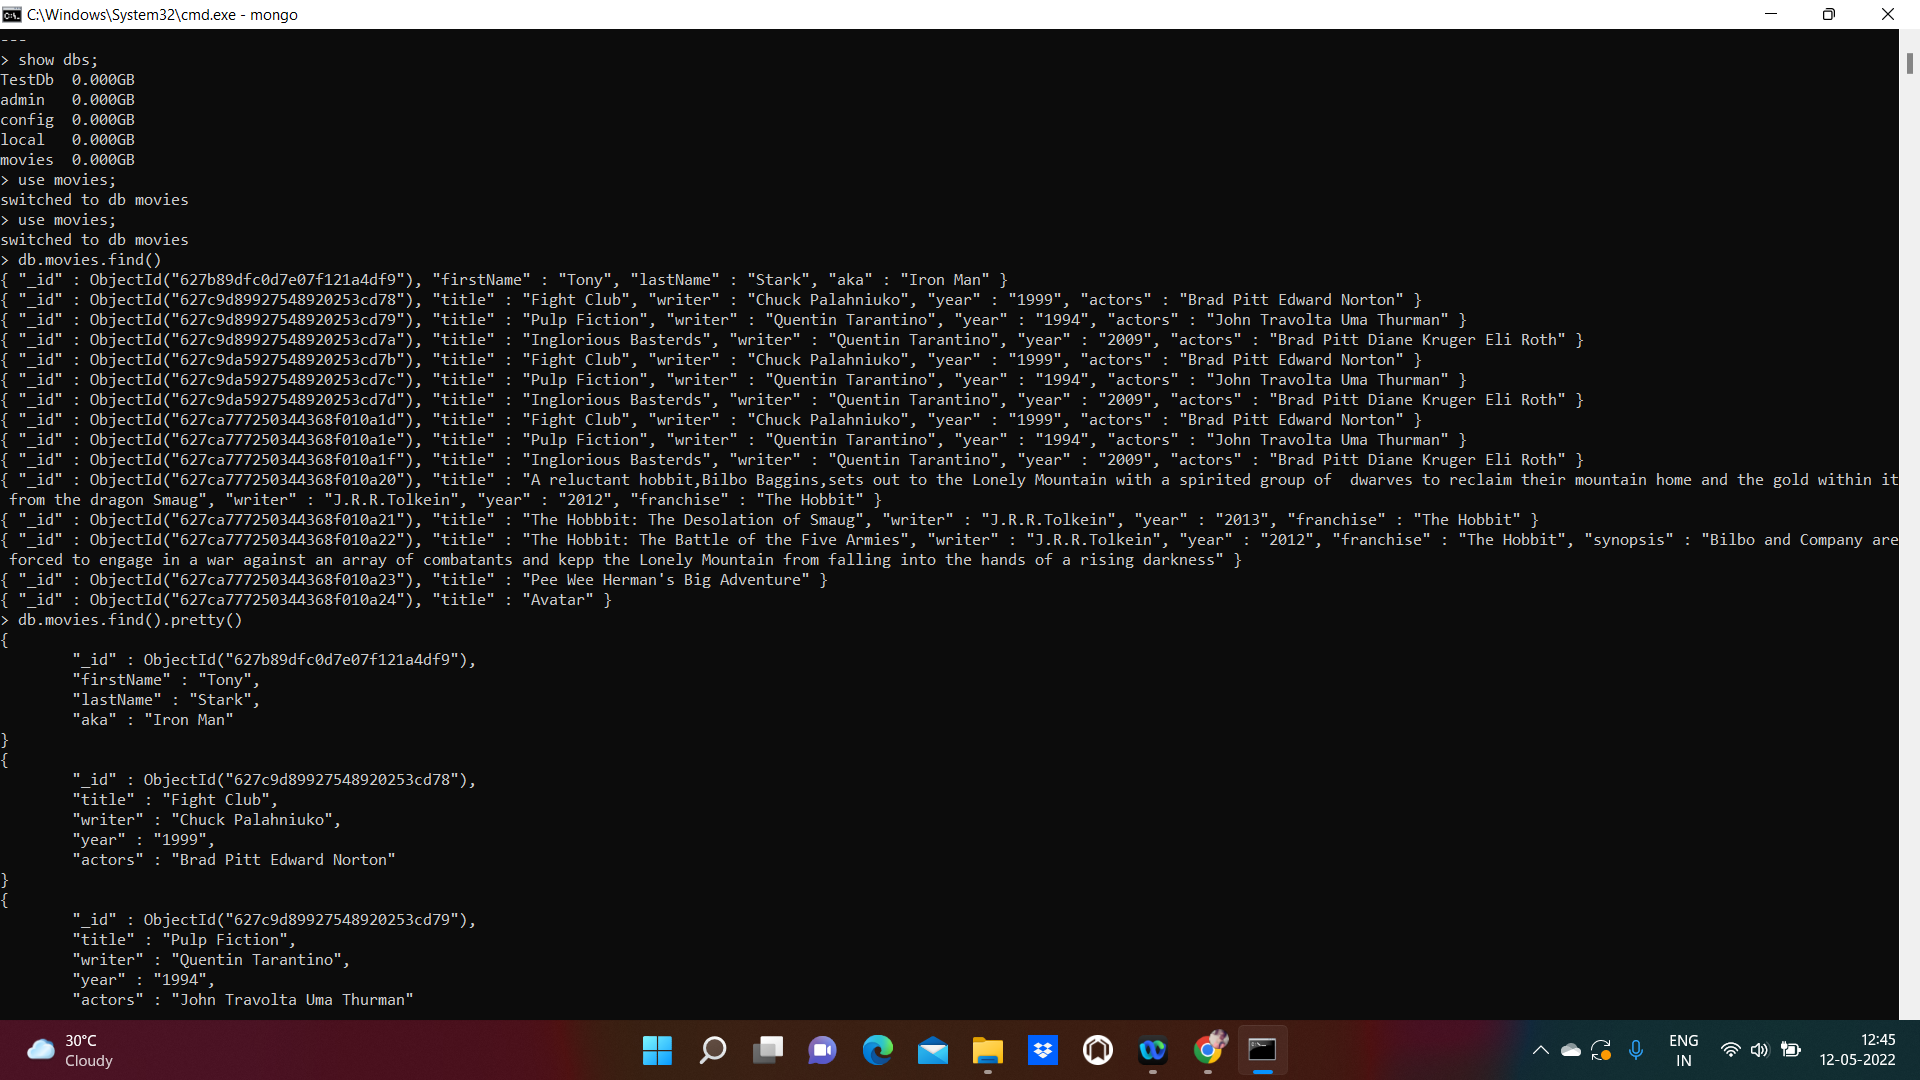 C:\Windows\System32\cmd.exe - mongo
---
> show dbs;
TestDb  0.000GB
admin   0.000GB
config  0.000GB
local   0.000GB
movies  0.000GB
> use movies;
switched to db movies
> use movies;
switched to db movies
> db.movies.find()
{ "_id" : ObjectId("627b89dfc0d7e07f121a4df9"), "firstName" : "Tony", "lastName" : "Stark", "aka" : "Iron Man" }
{ "_id" : ObjectId("627c9d89927548920253cd78"), "title" : "Fight Club", "writer" : "Chuck Palahniuko", "year" : "1999", "actors" : "Brad Pitt Edward Norton" }
{ "_id" : ObjectId("627c9d89927548920253cd79"), "title" : "Pulp Fiction", "writer" : "Quentin Tarantino", "year" : "1994", "actors" : "John Travolta Uma Thurman" }
{ "_id" : ObjectId("627c9d89927548920253cd7a"), "title" : "Inglorious Basterds", "writer" : "Quentin Tarantino", "year" : "2009", "actors" : "Brad Pitt Diane Kruger Eli Roth" }
{ "_id" : ObjectId("627c9da5927548920253cd7b"), "title" : "Fight Club", "writer" : "Chuck Palahniuko", "year" : "1999", "actors" : "Brad Pitt Edward Norton" }
{ "_id" : ObjectId("627c9da5927548920253cd7c"), "title" : "Pulp Fiction", "writer" : "Quentin Tarantino", "year" : "1994", "actors" : "John Travolta Uma Thurman" }
{ "_id" : ObjectId("627c9da5927548920253cd7d"), "title" : "Inglorious Basterds", "writer" : "Quentin Tarantino", "year" : "2009", "actors" : "Brad Pitt Diane Kruger Eli Roth" }
{ "_id" : ObjectId("627ca777250344368f010a1d"), "title" : "Fight Club", "writer" : "Chuck Palahniuko", "year" : "1999", "actors" : "Brad Pitt Edward Norton" }
{ "_id" : ObjectId("627ca777250344368f010a1e"), "title" : "Pulp Fiction", "writer" : "Quentin Tarantino", "year" : "1994", "actors" : "John Travolta Uma Thurman" }
{ "_id" : ObjectId("627ca777250344368f010a1f"), "title" : "Inglorious Basterds", "writer" : "Quentin Tarantino", "year" : "2009", "actors" : "Brad Pitt Diane Kruger Eli Roth" }
{ "_id" : ObjectId("627ca777250344368f010a20"), "title" : "A reluctant hobbit,Bilbo Baggins,sets out to the Lonely Mountain with a spirited group of  dwarves to reclaim their mountain home and the gold within it
 from the dragon Smaug", "writer" : "J.R.R.Tolkein", "year" : "2012", "franchise" : "The Hobbit" }
{ "_id" : ObjectId("627ca777250344368f010a21"), "title" : "The Hobbbit: The Desolation of Smaug", "writer" : "J.R.R.Tolkein", "year" : "2013", "franchise" : "The Hobbit" }
{ "_id" : ObjectId("627ca777250344368f010a22"), "title" : "The Hobbit: The Battle of the Five Armies", "writer" : "J.R.R.Tolkein", "year" : "2012", "franchise" : "The Hobbit", "synopsis" : "Bilbo and Company are
 forced to engage in a war against an array of combatants and kepp the Lonely Mountain from falling into the hands of a rising darkness" }
{ "_id" : ObjectId("627ca777250344368f010a23"), "title" : "Pee Wee Herman's Big Adventure" }
{ "_id" : ObjectId("627ca777250344368f010a24"), "title" : "Avatar" }
> db.movies.find().pretty()
{
        "_id" : ObjectId("627b89dfc0d7e07f121a4df9"),
        "firstName" : "Tony",
        "lastName" : "Stark",
        "aka" : "Iron Man"
}
{
        "_id" : ObjectId("627c9d89927548920253cd78"),
        "title" : "Fight Club",
        "writer" : "Chuck Palahniuko",
        "year" : "1999",
        "actors" : "Brad Pitt Edward Norton"
}
{
        "_id" : ObjectId("627c9d89927548920253cd79"),
        "title" : "Pulp Fiction",
        "writer" : "Quentin Tarantino",
        "year" : "1994",
        "actors" : "John Travolta Uma Thurman"
30°C
Cloudy
ENG
IN
12:45
12-05-2022